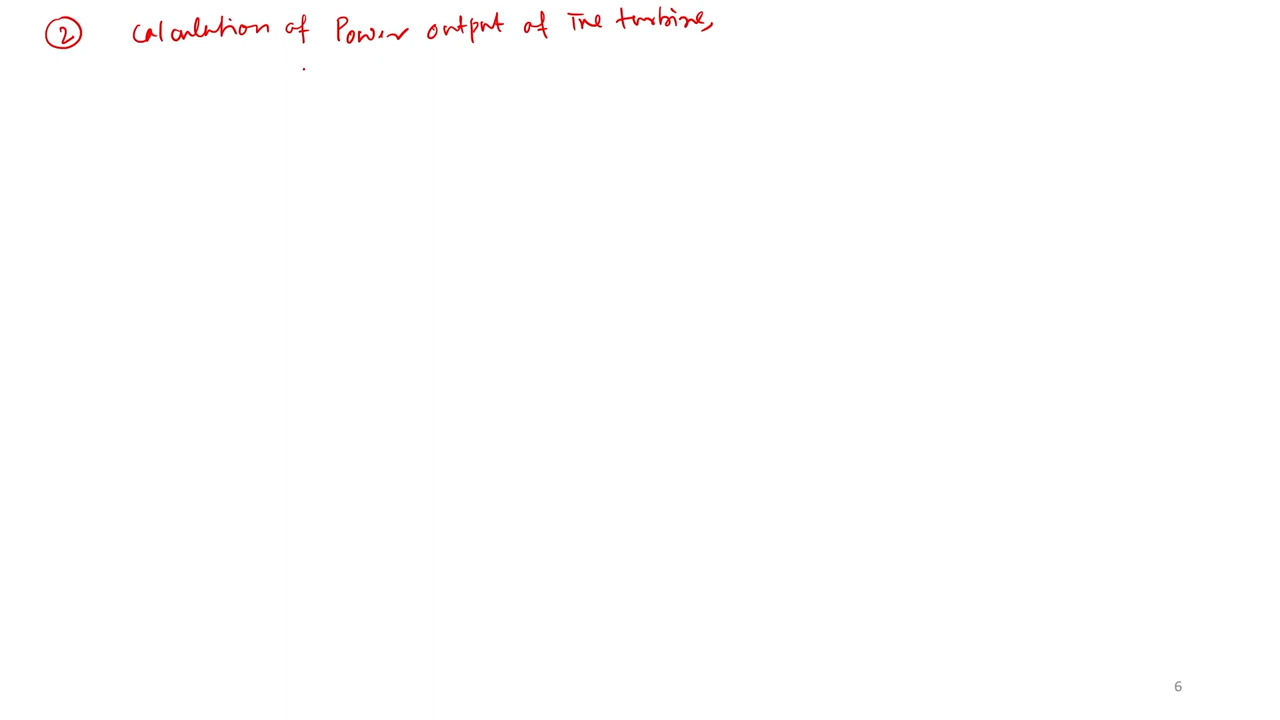 ② Calculation of Power output of The turbine,
6